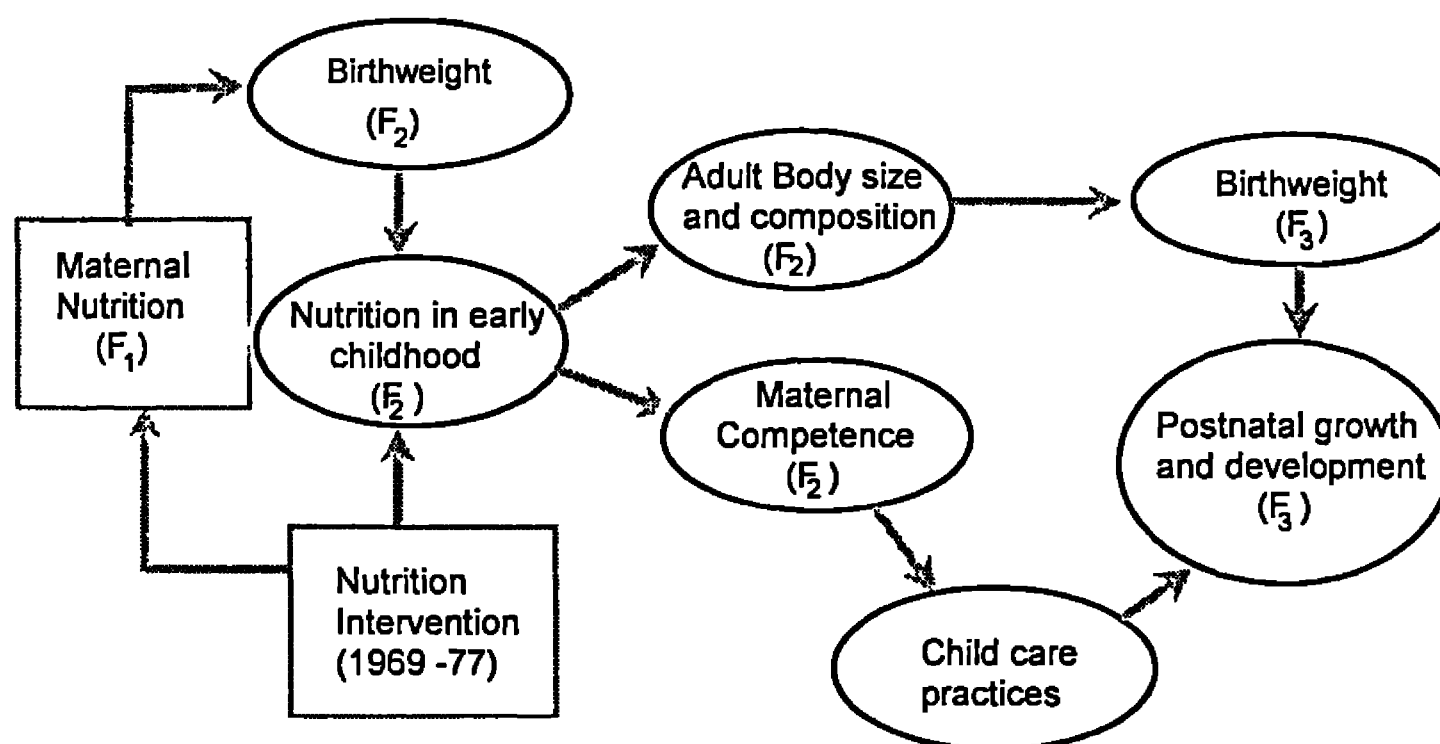 Birthweight
(F₂)
Maternal
Nutrition
(F₁)
Nutrition in early
childhood
(F₂)
Nutrition
Intervention
(1969 -77)
Adult Body size
and composition
(F₂)
Maternal
Competence
(F₂)
Child care
practices
Birthweight
(F₃)
Postnatal growth
and development
(F₃)